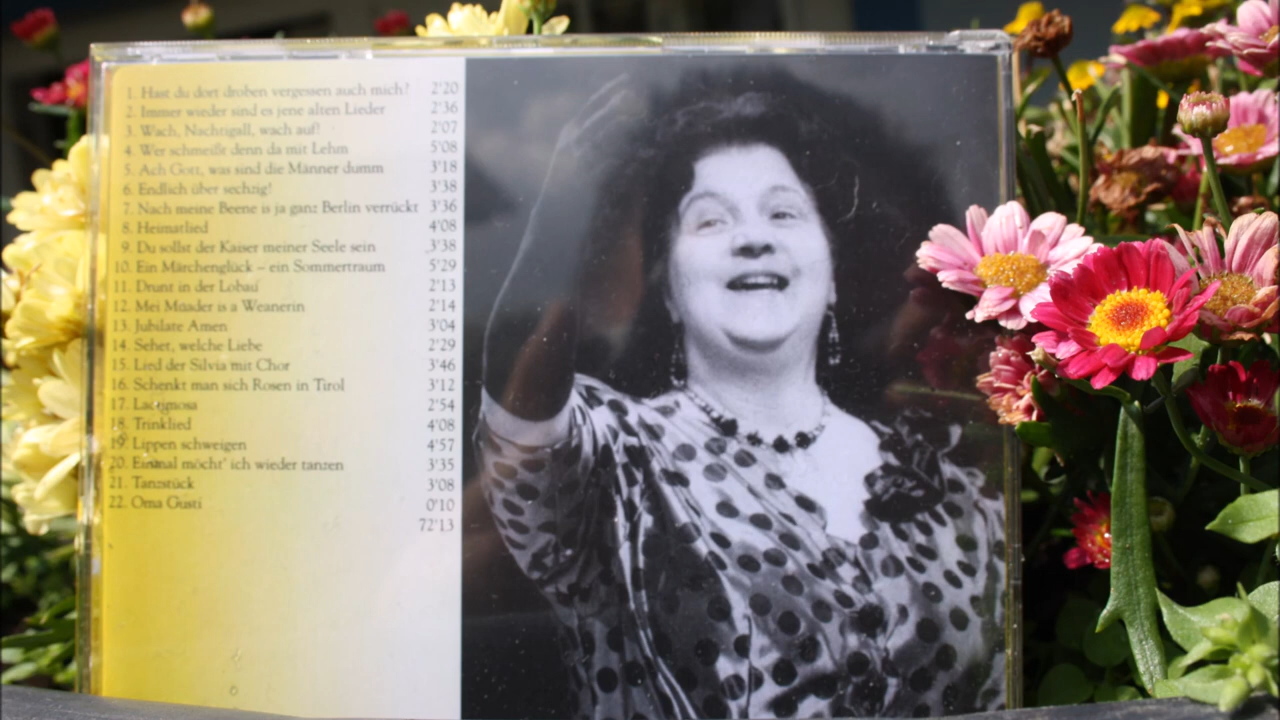 1. Hast du dort droben vergessen auch mich? 2'20
2. Immer wieder sind es jene alten Lieder 2'36
3. Wach, Nachtigall, wach auf! 2'07
4. Wer schmeißt denn da mit Lehm 5'08
5. Ach Gott, was sind die Männer dumm 3'18
6. Endlich über sechzig! 3'38
7. Nach meine Beene is ja ganz Berlin verrückt 3'36
8. Heimatlied 4'08
9. Du sollst der Kaiser meiner Seele sein 3'38
10. Ein Märchenglück – ein Sommertraum 5'29
11. Drunt in der Lobau 2'13
12. Mei Muader is a Weanerin 2'14
13. Jubilate Amen 3'04
14. Sehet, welche Liebe 2'29
15. Lied der Silvia mit Chor 3'46
16. Schenkt man sich Rosen in Tirol 3'12
17. Lacrimosa 2'54
18. Trinklied 4'08
19. Lippen schweigen 4'57
20. Einmal möcht' ich wieder tanzen 3'35
21. Tanzstück 3'08
22. Oma Gusti 0'10
72'13